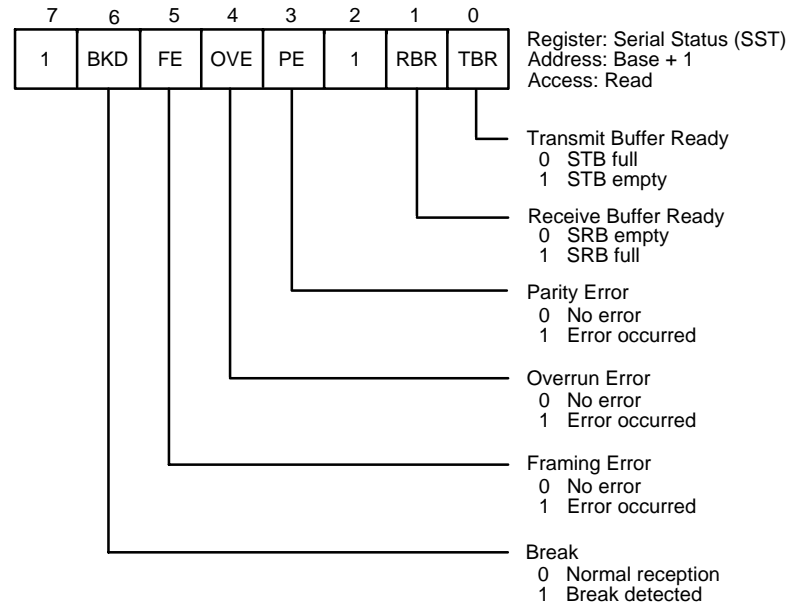 7 6 5 4 3 2 1 0
1 BKD FE OVE PE 1 RBR TBR
Register: Serial Status (SST)
Address: Base + 1
Access: Read
Transmit Buffer Ready
0 STB full
1 STB empty
Receive Buffer Ready
0 SRB empty
1 SRB full
Parity Error
0 No error
1 Error occurred
Overrun Error
0 No error
1 Error occurred
Framing Error
0 No error
1 Error occurred
Break
0 Normal reception
1 Break detected